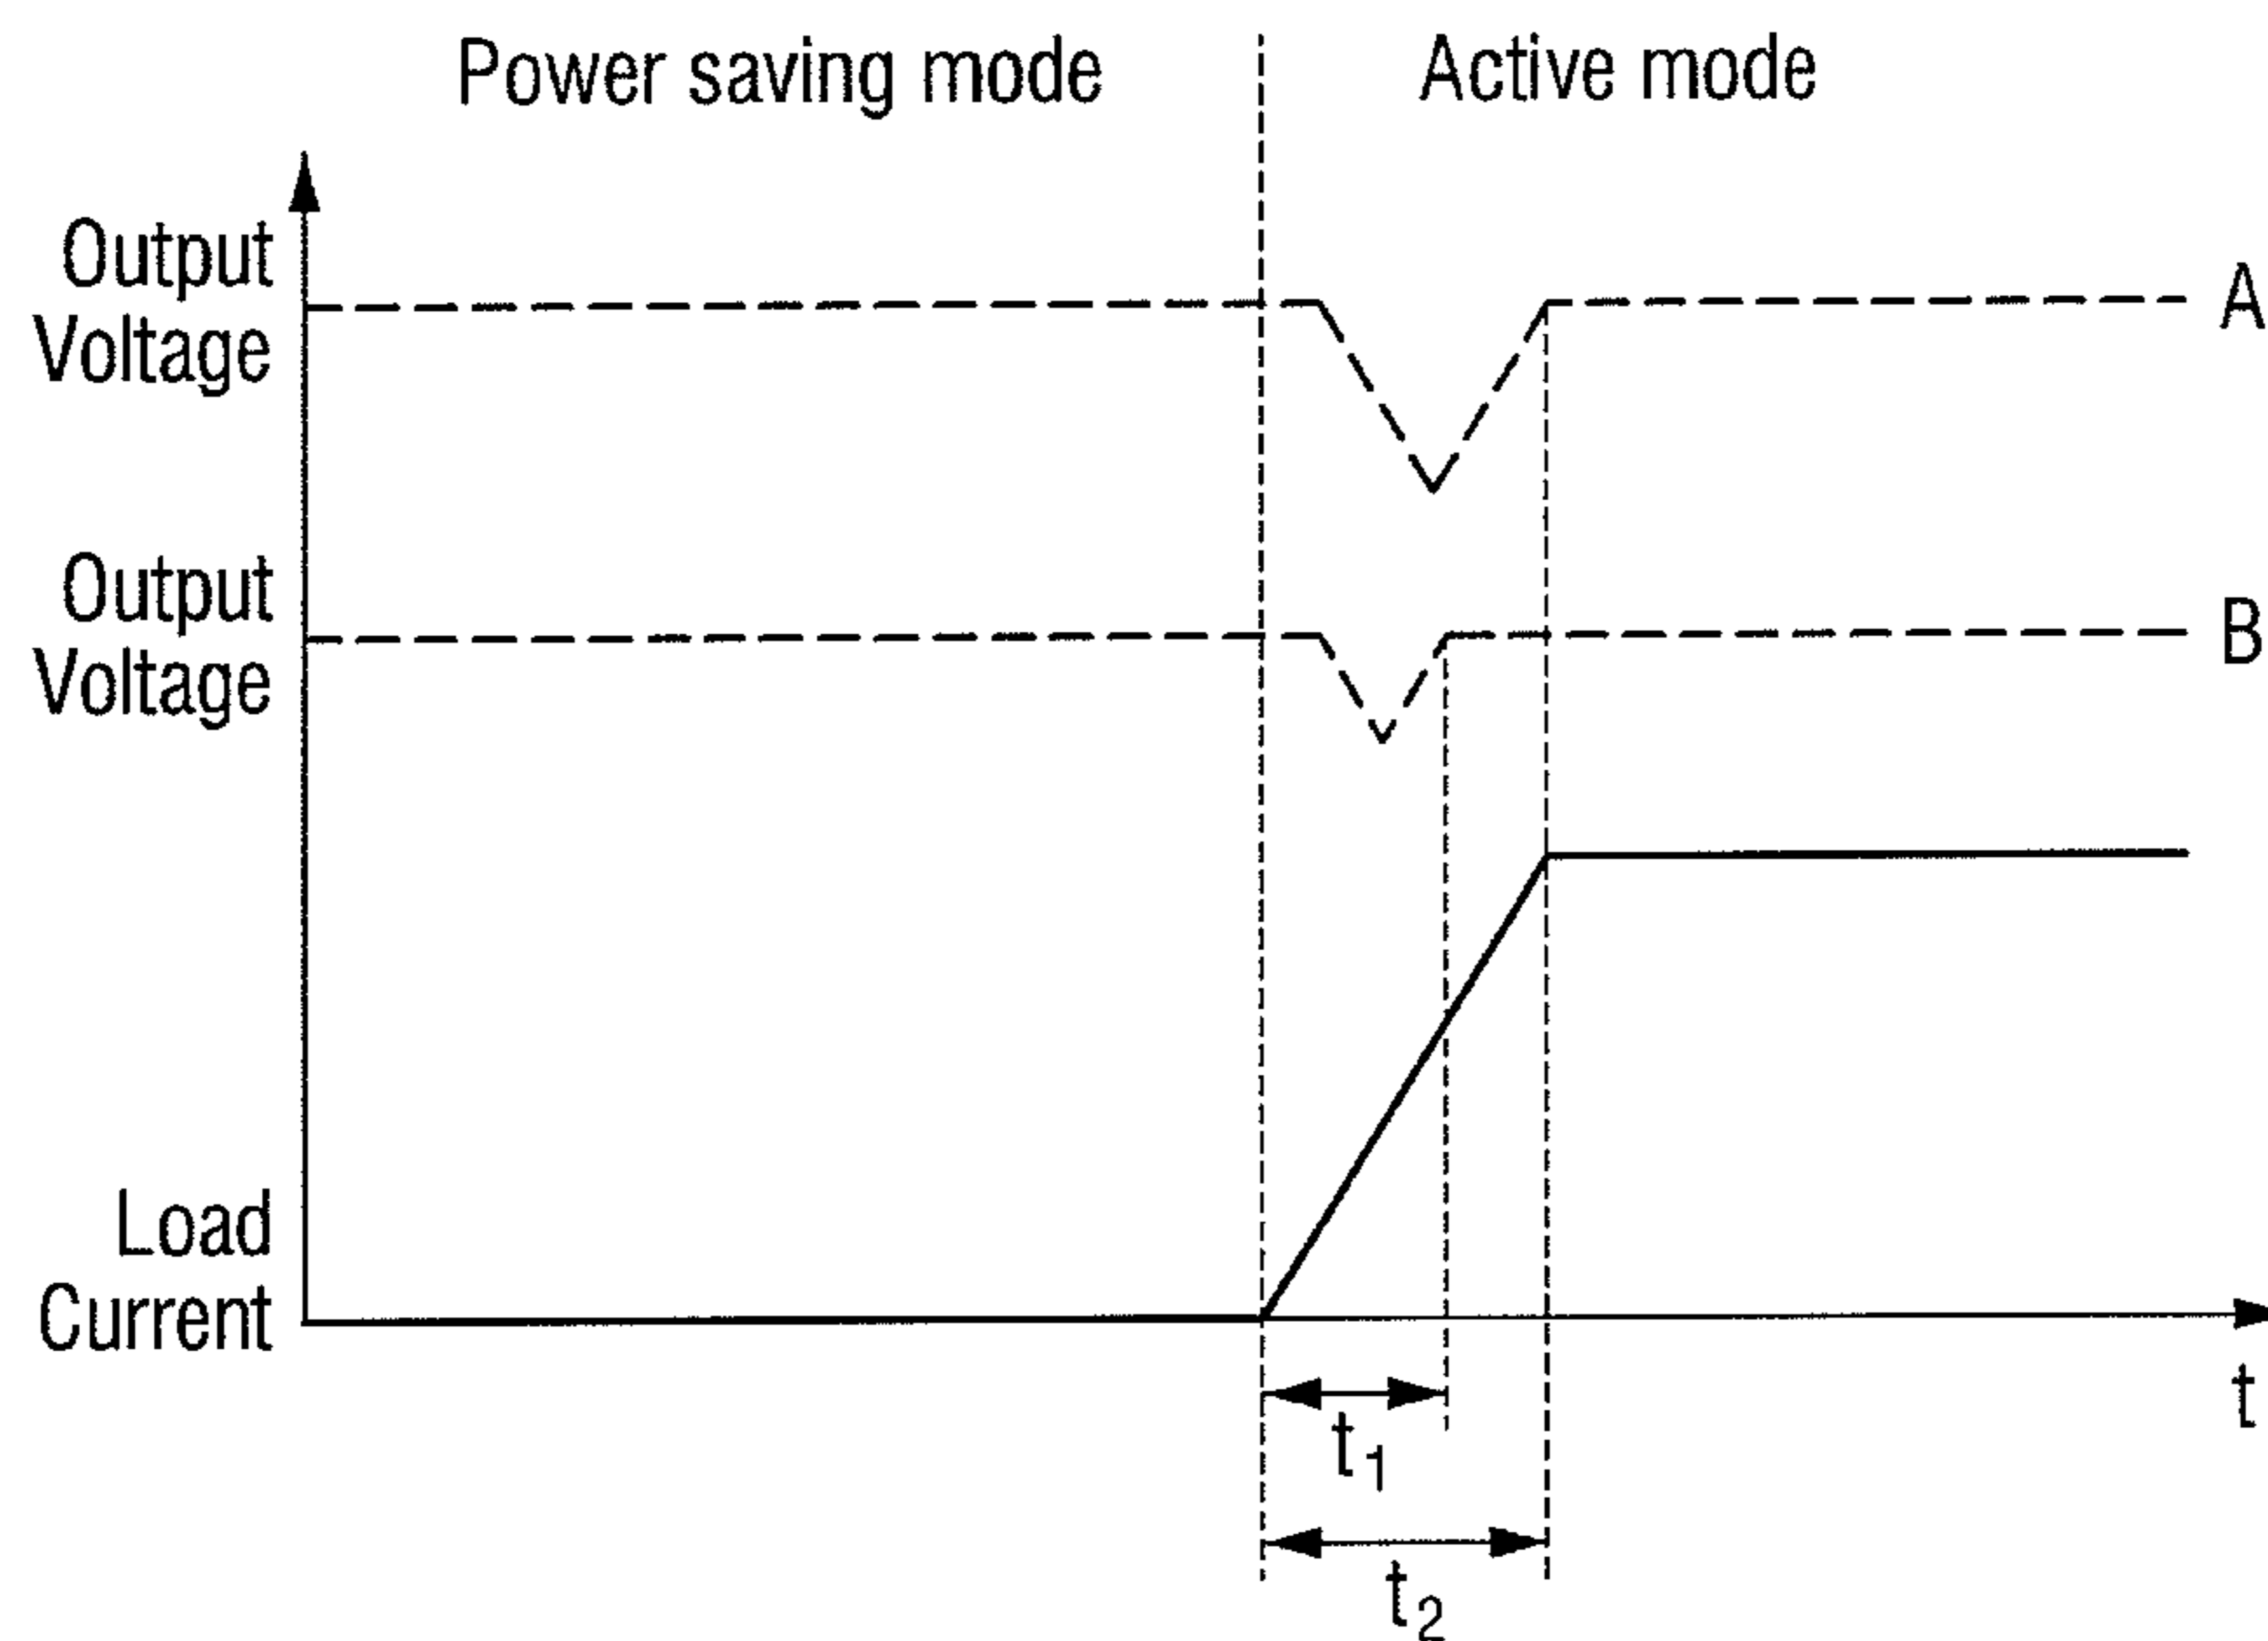 Power saving mode
Active mode
Output
Voltage
A
Output
Voltage
B
Load
Current
t
t1
t2